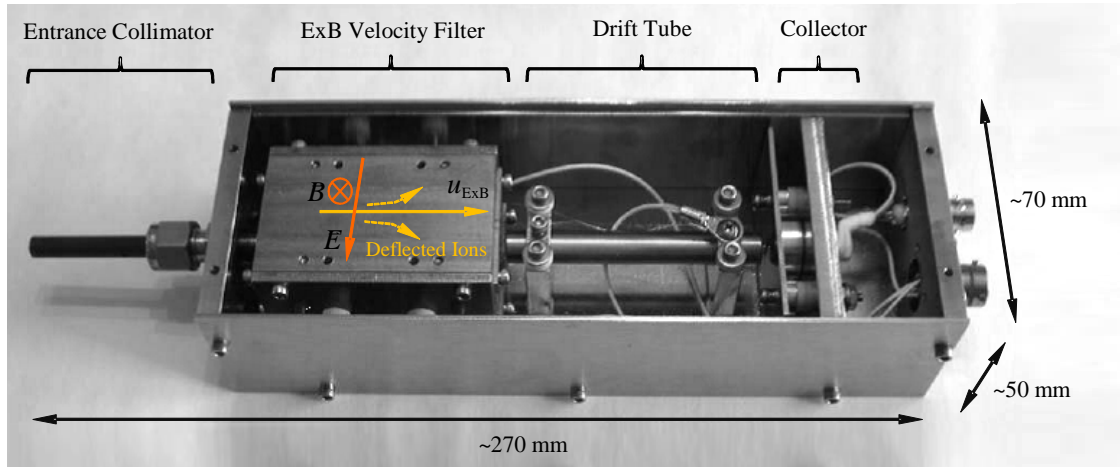 Entrance Collimator
ExB Velocity Filter
Drift Tube
Collector
B
u_ExB
E
Deflected Ions
~70 mm
~50 mm
~270 mm